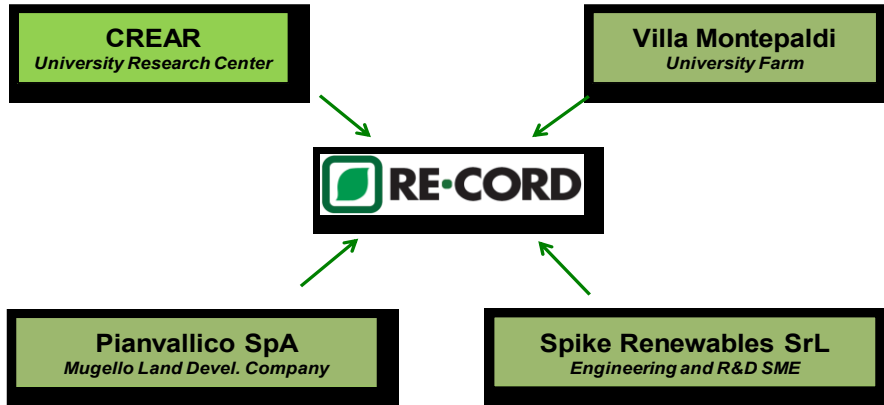 CREAR
University Research Center
Villa Montepaldi
University Farm
RE·CORD
Pianvallico SpA
Mugello Land Devel. Company
Spike Renewables SrL
Engineering and R&D SME